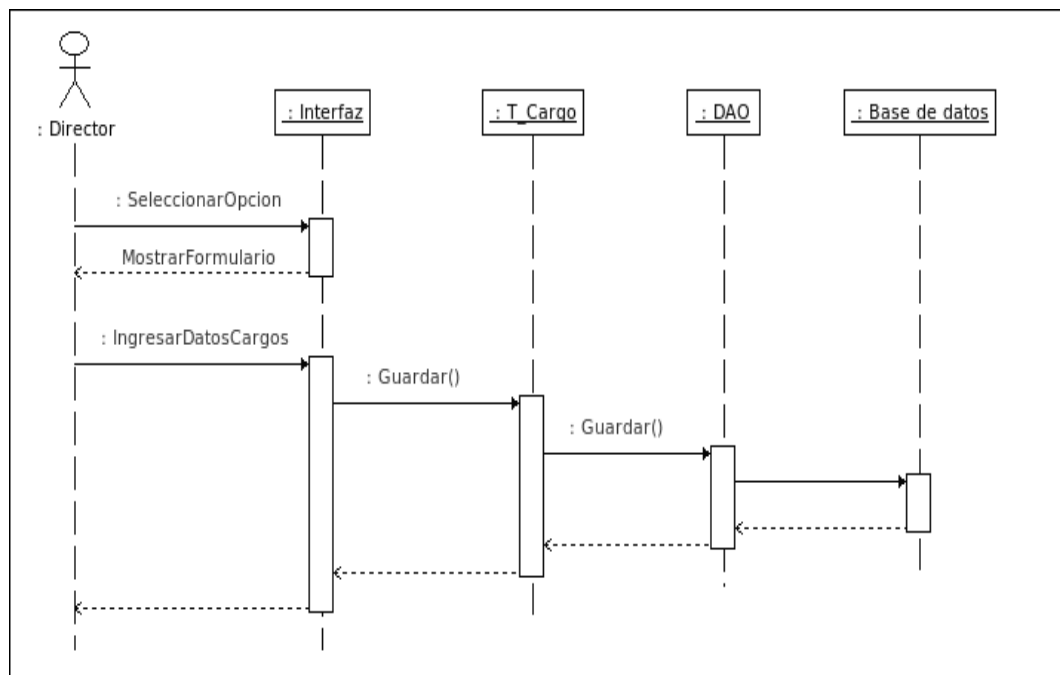 : Director
: Interfaz
: T_Cargo
: DAO
: Base de datos
: SeleccionarOpcion
MostrarFormulario
: IngresarDatosCargos
: Guardar()
: Guardar()